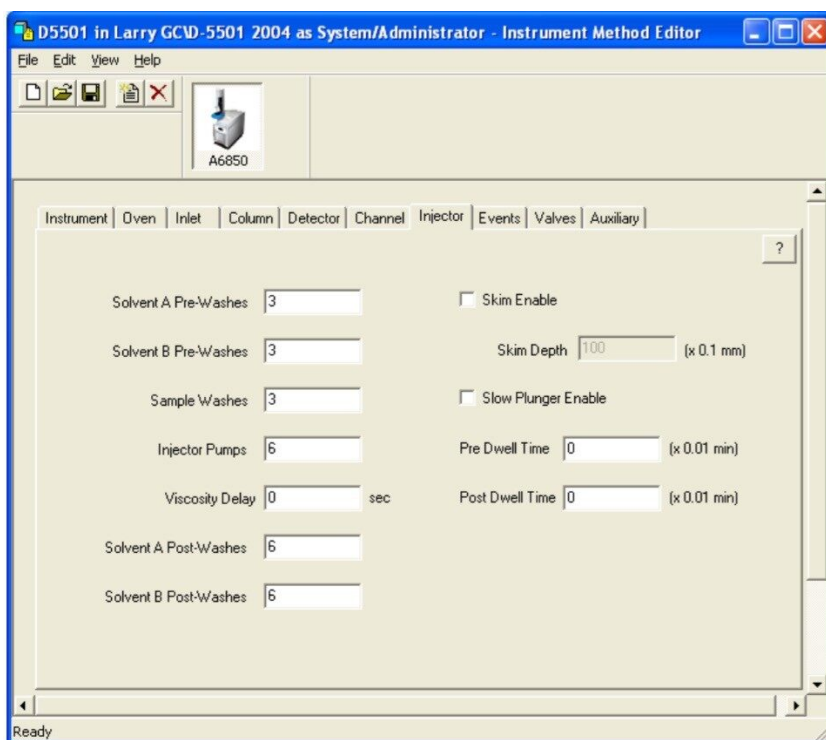 D5501 in Larry GC\D-5501 2004 as System/Administrator - Instrument Method Editor
File Edit View Help
A6850
Instrument Oven Inlet Column Detector Channel Injector Events Valves Auxiliary
?
Solvent A Pre-Washes 3 Skim Enable
Solvent B Pre-Washes 3 Skim Depth 100 (x 0.1 mm)
Sample Washes 3 Slow Plunger Enable
Injector Pumps 6 Pre Dwell Time 0 (x 0.01 min)
Viscosity Delay 0 sec Post Dwell Time 0 (x 0.01 min)
Solvent A Post-Washes 6
Solvent B Post-Washes 6
Ready